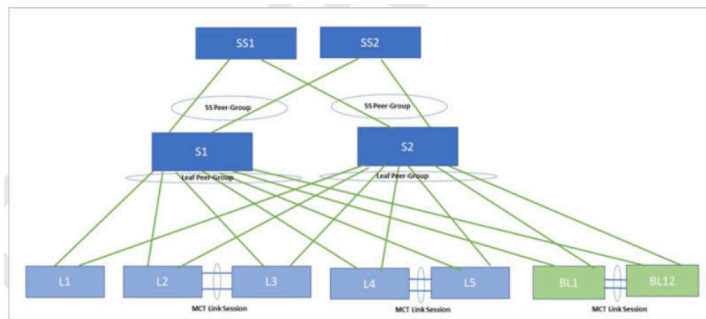 SS1 SS2
SS Peer-Group SS Peer-Group
S1 S2
Leaf Peer-Group Leaf Peer-Group
L1 L2 L3 L4 L5 BL1 BL12
MCT Link Session MCT Link Session MCT Link Session